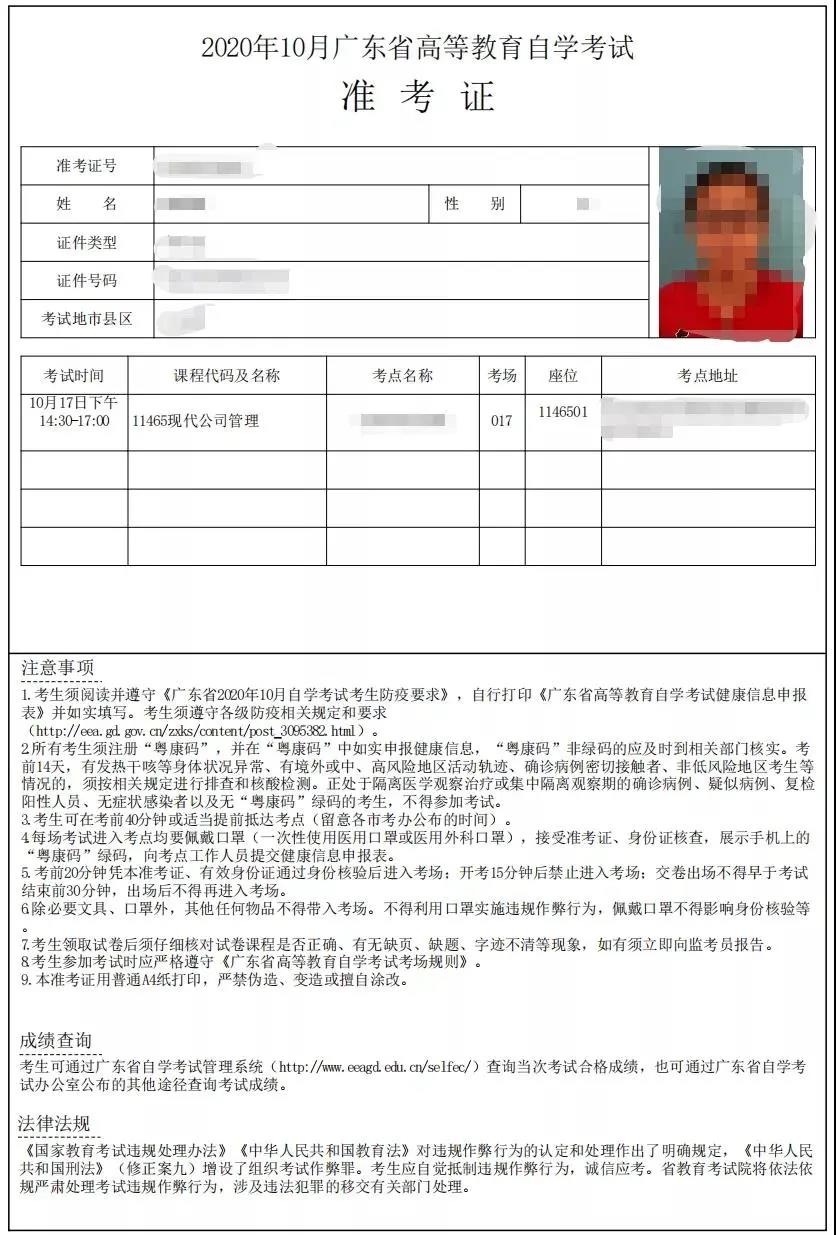 2020年10月广东省高等教育自学考试
准 考 证
准考证号
姓 名
性 别
证件类型
证件号码
考试地市县区
考试时间 课程代码及名称 考点名称 考场 座位 考点地址
10月17日下午
14:30-17:00 11465现代公司管理 017 1146501
注意事项
1.考生须阅读并遵守《广东省2020年10月自学考试考生防疫要求》，自行打印《广东省高等教育自学考试健康信息申报
表》并如实填写。考生须遵守各级防疫相关规定和要求
（http://eea.gd.gov.cn/zxks/content/post_3095382.html）。
2.所有考生须注册“粤康码”，并在“粤康码”中如实申报健康信息，“粤康码”非绿码的应及时到相关部门核实。考
前14天，有发热干咳等身体状况异常、有境外或中、高风险地区活动轨迹、确诊病例密切接触者、非低风险地区考生等
情况的，须按相关规定进行排查和核酸检测。正处于隔离医学观察治疗或集中隔离观察期的确诊病例、疑似病例、复检
阳性人员、无症状感染者以及无“粤康码”绿码的考生，不得参加考试。
3.考生可在考前40分钟或适当提前抵达考点（留意各市考办公布的时间）。
4.每场考试进入考点均要佩戴口罩（一次性使用医用口罩或医用外科口罩），接受准考证、身份证核查，展示手机上的
“粤康码”绿码，向考点工作人员提交健康信息申报表。
5.考前20分钟凭本准考证、有效身份证通过身份核验后进入考场；开考15分钟后禁止进入考场；交卷出场不得早于考试
结束前30分钟，出场后不得再进入考场。
6.除必要文具、口罩外，其他任何物品不得带入考场。不得利用口罩实施违规作弊行为，佩戴口罩不得影响身份核验等
。
7.考生领取试卷后须仔细核对试卷课程是否正确、有无缺页、缺题、字迹不清等现象，如有须立即向监考员报告。
8.考生参加考试时应严格遵守《广东省高等教育自学考试考场规则》。
9.本准考证用普通A4纸打印，严禁伪造、变造或擅自涂改。
成绩查询
考生可通过广东省自学考试管理系统（http://www.eeagd.edu.cn/selfec/）查询当次考试合格成绩，也可通过广东省自学考
试办公室公布的其他途径查询考试成绩。
法律法规
《国家教育考试违规处理办法》《中华人民共和国教育法》对违规作弊行为的认定和处理作出了明确规定，《中华人民
共和国刑法》（修正案九）增设了组织考试作弊罪。考生应自觉抵制违规作弊行为，诚信应考。省教育考试院将依法依
规严肃处理考试违规作弊行为，涉及违法犯罪的移交有关部门处理。